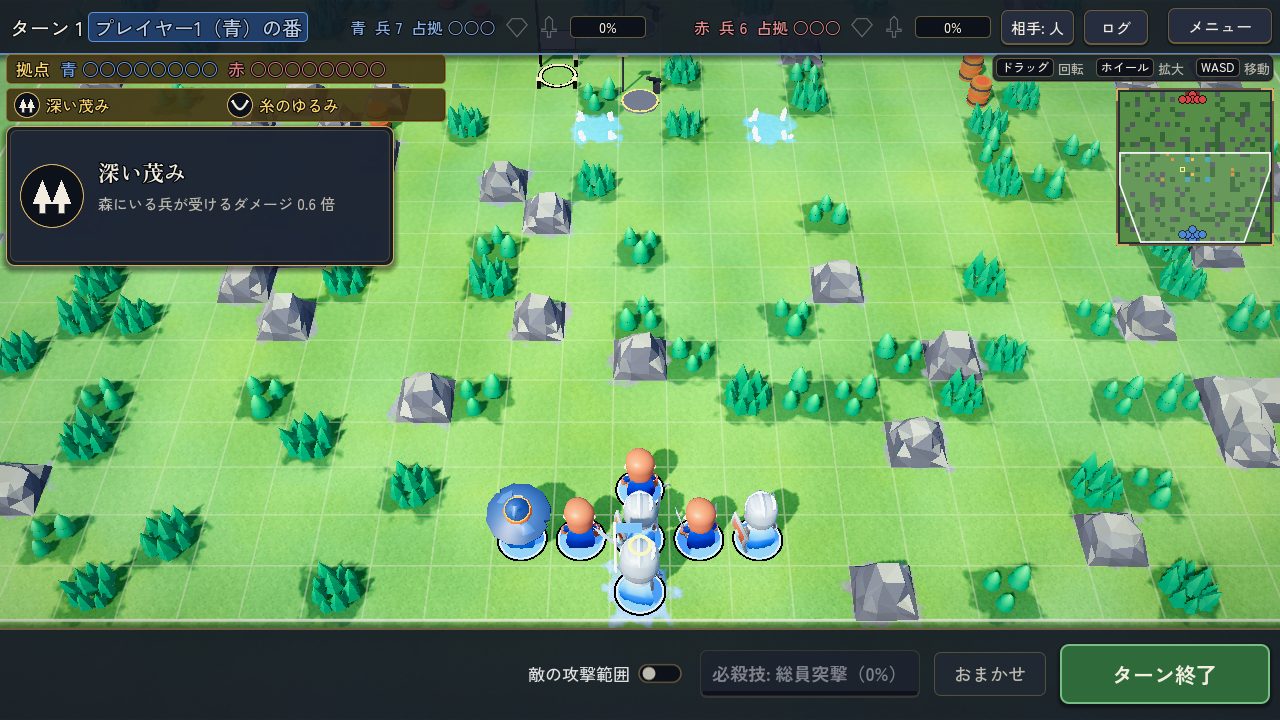 ターン 1 プレイヤー1（青）の番 青 兵 7 占拠 〇〇〇 0% 赤 兵 6 占拠 〇〇〇 0% 相手: 人 ログ メニュー
拠点 青 〇〇〇〇〇〇〇〇 赤 〇〇〇〇〇〇〇〇 ドラッグ 回転 ホイール 拡大 WASD 移動
深い茂み 糸のゆるみ
深い茂み
森にいる兵が受けるダメージ 0.6 倍
敵の攻撃範囲 必殺技: 総員突撃（0%） おまかせ ターン終了